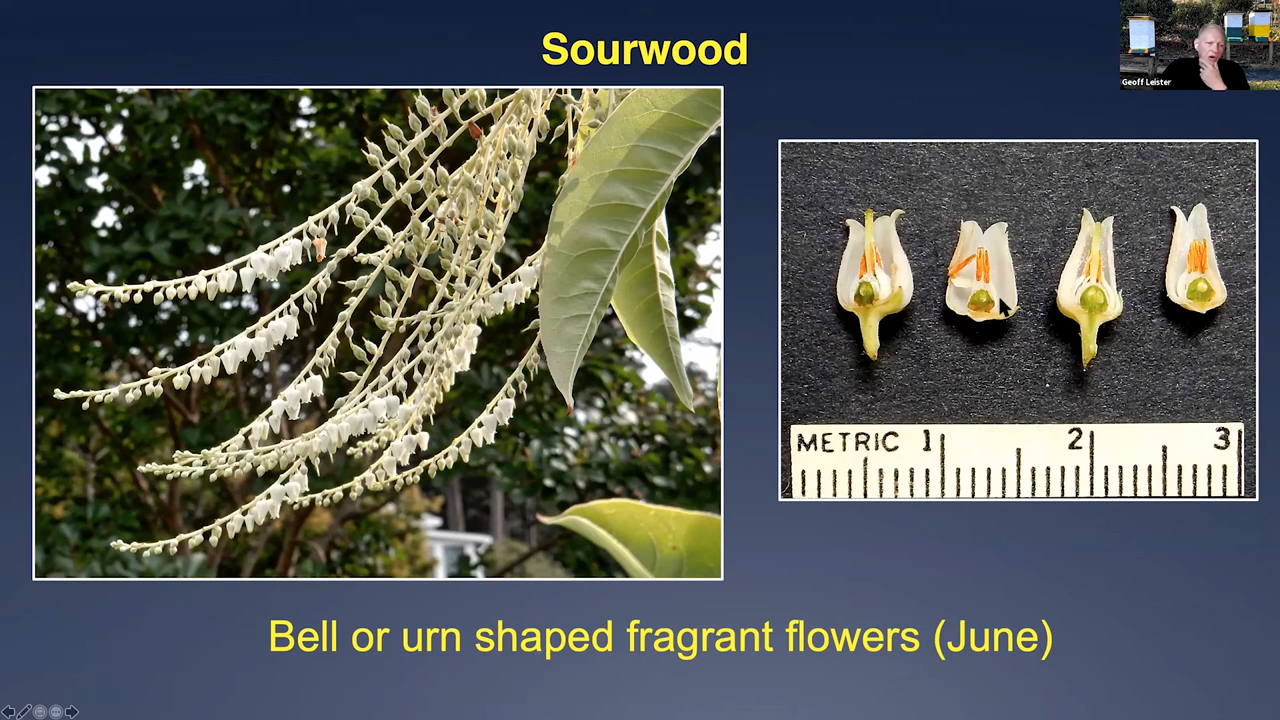 Sourwood
Geoff Leister
METRIC 1 2 3
Bell or urn shaped fragrant flowers (June)